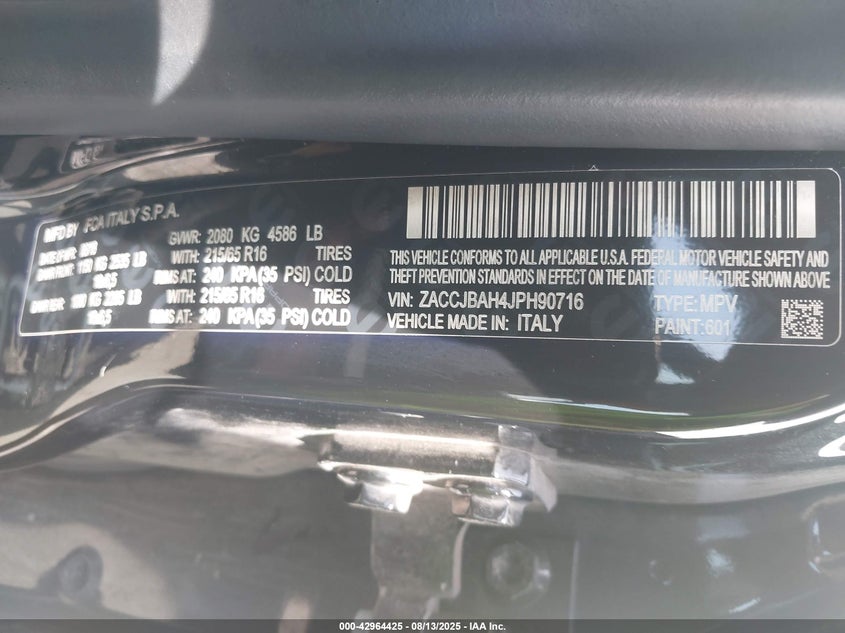 MFD BY FCA ITALY S.P.A.
GVWR: 2080 KG 4586 LB
WITH: 215/65 R16 TIRES
RIMS AT: 240 KPA(35 PSI) COLD
WITH: 215/65 R16 TIRES
RIMS AT: 240 KPA(35 PSI) COLD
THIS VEHICLE CONFORMS TO ALL APPLICABLE U.S.A. FEDERAL MOTOR VEHICLE SAFETY AND
THEFT PREVENTION STANDARDS IN EFFECT ON THE DATE OF MANUFACTURE SHOWN ABOVE
VIN: ZACCJBAH4JPH90716 TYPE: MPV
VEHICLE MADE IN: ITALY PAINT: 601
000-42964425 - 08/13/2025 - IAA Inc.